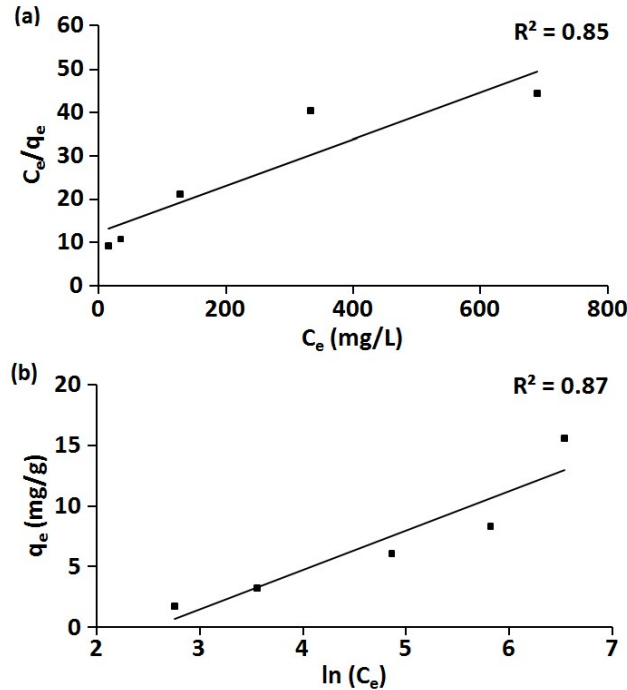 (a)
R² = 0.85
60
50
40
30
20
10
0
Cₑ/qₑ
0 200 400 600 800
Cₑ (mg/L)
(b)
R² = 0.87
20
15
10
5
0
qₑ (mg/g)
2 3 4 5 6 7
ln (Cₑ)